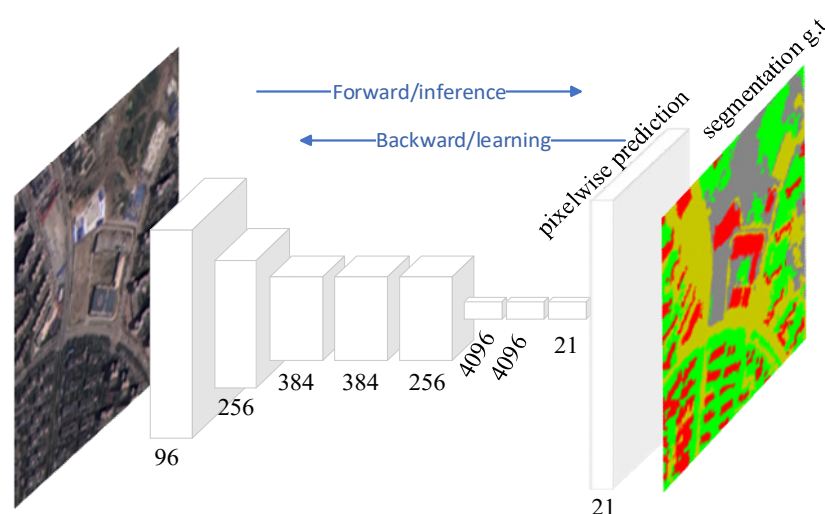 Forward/inference
Backward/learning
pixelwise prediction
segmentation g.t
96
256
384
384
256
4096
4096
21
21